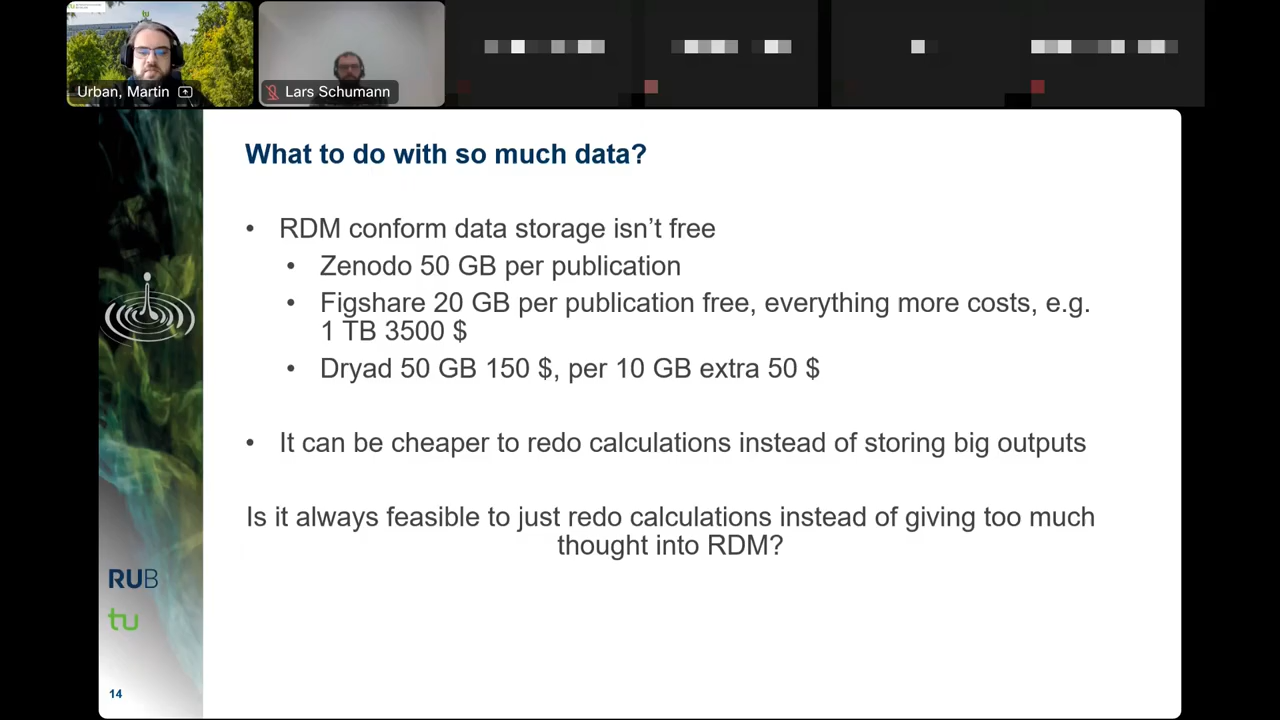 Urban, Martin
Lars Schumann
What to do with so much data?
• RDM conform data storage isn’t free
• Zenodo 50 GB per publication
• Figshare 20 GB per publication free, everything more costs, e.g.
1 TB 3500 $
• Dryad 50 GB 150 $, per 10 GB extra 50 $
• It can be cheaper to redo calculations instead of storing big outputs
Is it always feasible to just redo calculations instead of giving too much
thought into RDM?
RUB
tu
14